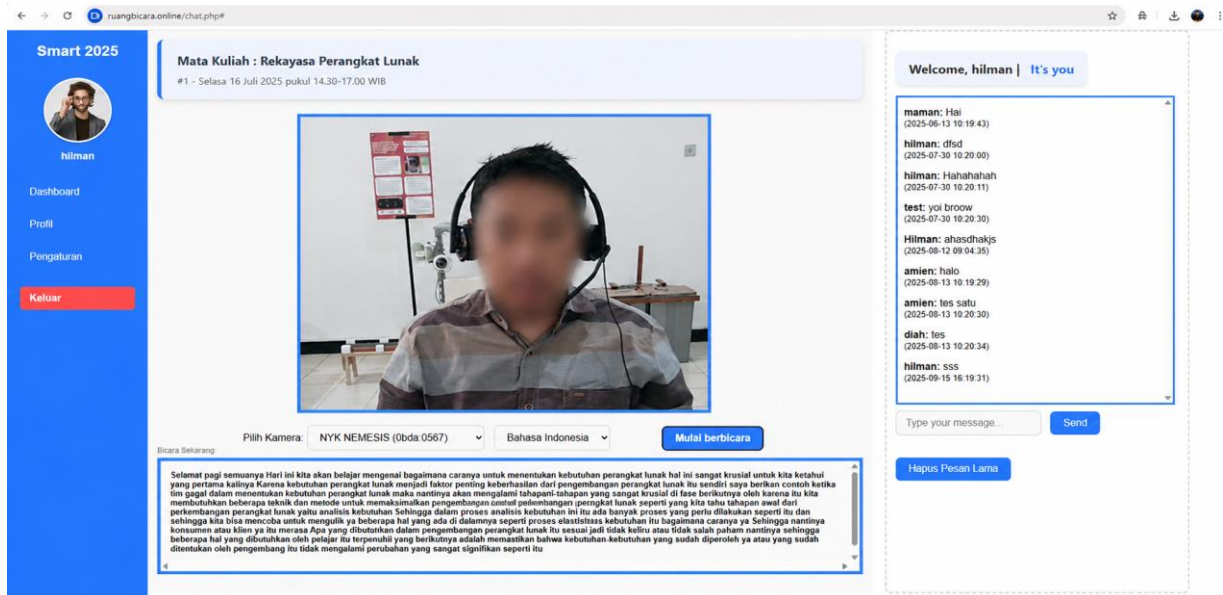 ruangbicara.online/chat.php#
Smart 2025
hilman
Dashboard
Profil
Pengaturan
Keluar
Mata Kuliah : Rekayasa Perangkat Lunak
#1 - Selasa 16 Juli 2025 pukul 14.30-17.00 WIB
Pilih Kamera:
NYK NEMESIS (0bda:0567)
Bahasa Indonesia
Mulai berbicara
Bicara Sekarang:
Selamat pagi semuanya Hari ini kita akan belajar mengenai bagaimana caranya untuk menentukan kebutuhan perangkat lunak hal ini sangat krusial untuk kita ketahui
yang pertama kalinya Karena kebutuhan perangkat lunak menjadi faktor penting keberhasilan dari pengembangan perangkat lunak itu sendiri saya berikan contoh ketika
tim gagal dalam menentukan kebutuhan perangkat lunak maka nantinya akan mengalami tahapani-tahapan yang sangat krusial di fase berikutnya oleh karena itu kita
membutuhkan beberapa teknik dan metode untuk memaksimalkan pengembangan perangkat lunak seperti yang kita tahu tahapan awal dari
perkembangan perangkat lunak yaitu analisis kebutuhan Sehingga dalam proses analisis kebutuhan ini itu ada banyak proses yang perlu dilakukan seperti itu dan
sehingga kita bisa mencoba untuk mengulik ya beberapa hal yang ada di dalamnya seperti proses elastistass kebutuhan itu bagaimana caranya ya Sehingga nantinya
konsumen atau klien ya itu merasa Apa yang dibututhkan dalam pengembangan perangkat lunak itu sesuai jadi tidak keliru atau tidak salah paham nantinya sehingga
beberapa hal yang dibutuhkan oleh pelajar itu terpenuhii yang berikutnya adalah memastikan bahwa kebutuhan-kebutuhan yang sudah diperoleh ya atau yang sudah
ditentukan oleh pengembang itu tidak mengalami perubahan yang sangat signifikan seperti itu
Welcome, hilman | It's you
maman: Hai
(2025-06-13 10:19:43)
hilman: dfsd
(2025-07-30 10:20:00)
hilman: Hahahahah
(2025-07-30 10:20:11)
test: yoi broow
(2025-07-30 10:20:30)
Hilman: ahasdhakjs
(2025-08-12 09:04:35)
amien: halo
(2025-08-13 10:19:29)
amien: tes satu
(2025-08-13 10:20:30)
diah: tes
(2025-08-13 10:20:34)
hilman: sss
(2025-09-15 16:19:31)
Type your message...
Send
Hapus Pesan Lama